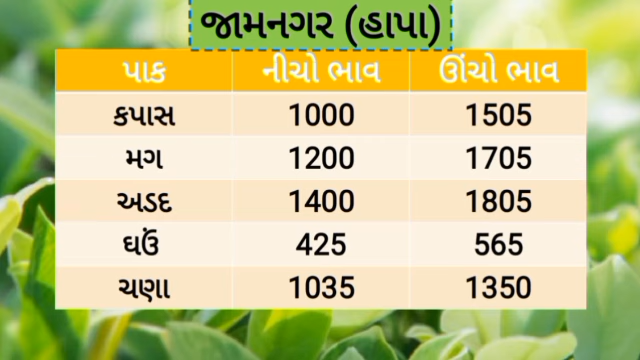 જામનગર (હાપા)
પાક નીચો ભાવ ઊંચો ભાવ
કપાસ 1000 1505
મગ 1200 1705
અડદ 1400 1805
ઘઉં 425 565
ચણા 1035 1350